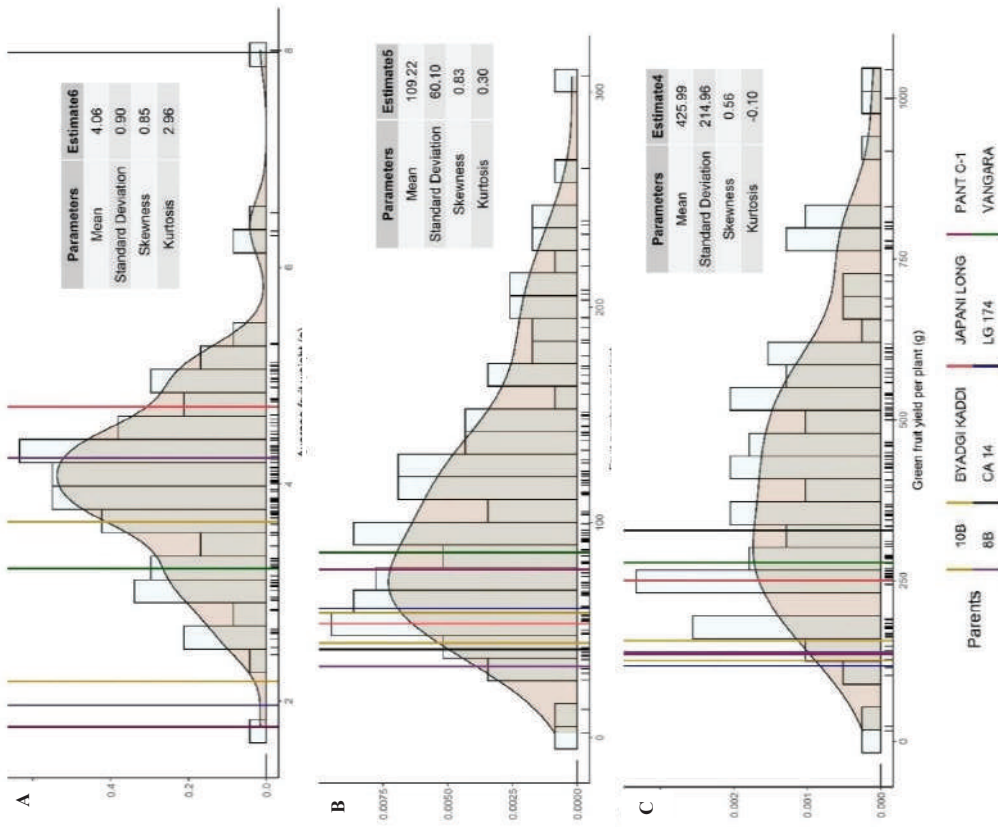 A
Parameters Estimate6
Mean 4.06
Standard Deviation 0.90
Skewness 0.85
Kurtosis 2.96
0.4
0.2
0.0
2
4
6
8
B
Parameters Estimate5
Mean 109.22
Standard Deviation 60.10
Skewness 0.83
Kurtosis 0.30
0.0075
0.0050
0.0025
0.0000
0
100
200
300
C
Parameters Estimate4
Mean 425.99
Standard Deviation 214.96
Skewness 0.56
Kurtosis -0.10
0.002
0.001
0.000
0
250
500
750
1000
Green fruit yield per plant (g)
Parents
10B BYADGI KADDI JAPANI LONG PANT C-1
8B CA 14 LG 174 VANGARA